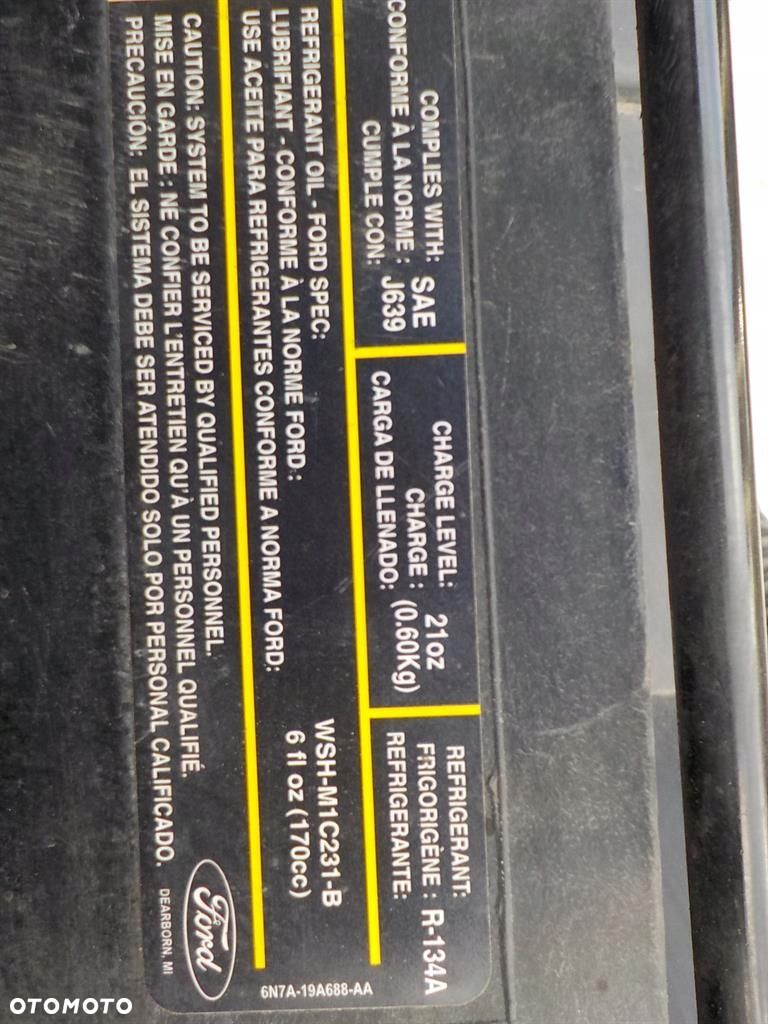 COMPLIES WITH:
CONFORME À LA NORME :
CUMPLE CON:
SAE
J639
CHARGE LEVEL:
CHARGE :
CARGA DE LLENADO:
21oz
(0.60Kg)
REFRIGERANT:
FRIGORIGÈNE :
REFRIGERANTE:
R-134A
REFRIGERANT OIL - FORD SPEC:
LUBRIFIANT - CONFORME À LA NORME FORD :
USE ACEITE PARA REFRIGERANTES CONFORME A NORMA FORD:
WSH-M1C231-B
6 fl oz (170cc)
CAUTION: SYSTEM TO BE SERVICED BY QUALIFIED PERSONNEL.
MISE EN GARDE : NE CONFIER L'ENTRETIEN QU'À UN PERSONNEL QUALIFIÉ.
PRECAUCIÓN: EL SISTEMA DEBE SER ATENDIDO SOLO POR PERSONAL CALIFICADO.
Ford
DEARBORN, MI
6N7A-19A688-AA
OTOMOTO